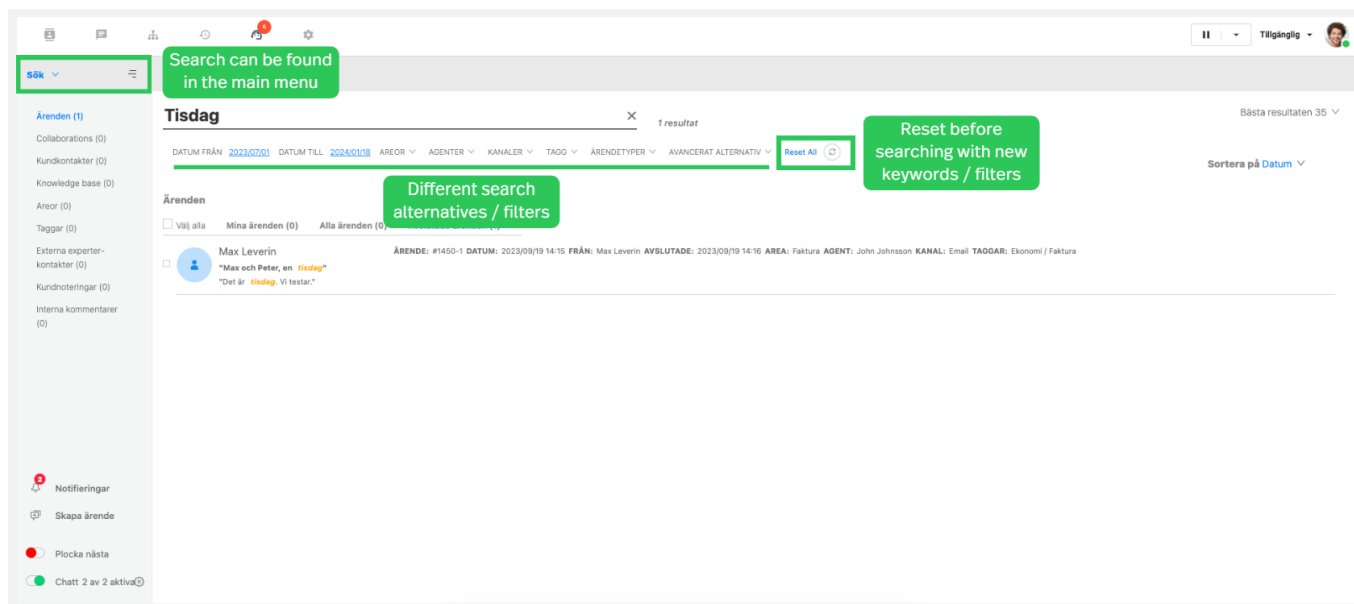 6
Tillgänglig
Search can be found
in the main menu
Sök
Tisdag
1 resultat
Bästa resultaten 35
Reset before
searching with new
keywords / filters
DATUM FRÅN 2023/07/01 DATUM TILL 2024/01/18 AREOR AGENTER KANALER TAGG ÄRENDETYPER AVANCERAT ALTERNATIV Reset All
Sortera på Datum
Different search
alternatives / filters
Ärenden (1)
Collaborations (0)
Kundkontakter (0)
Knowledge base (0)
Areor (0)
Taggar (0)
Externa experter-
kontakter (0)
Kundnoteringar (0)
Interna kommentarer
(0)
Ärenden
Välj alla Mina ärenden (0) Alla ärenden (0)
Max Leverin
ÄRENDE: #1450-1 DATUM: 2023/09/19 14:15 FRÅN: Max Leverin AVSLUTADE: 2023/09/19 14:16 AREA: Faktura AGENT: John Johnsson KANAL: Email TAGGAR: Ekonomi / Faktura
"Max och Peter, en tisdag"
"Det är tisdag. Vi testar."
2
Notifieringar
Skapa ärende
Plocka nästa
Chatt 2 av 2 aktiva